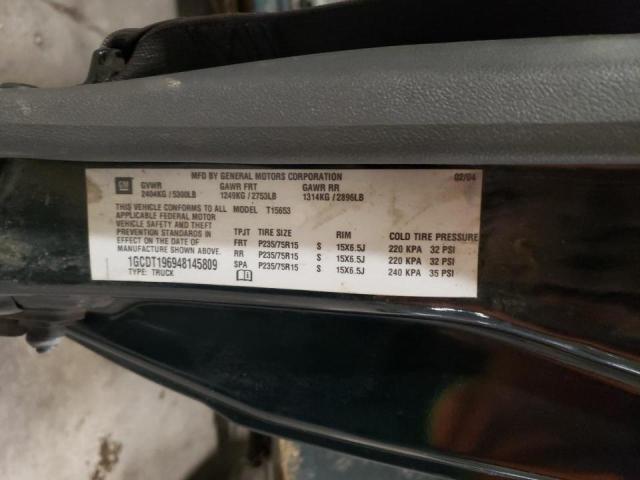 MFD BY GENERAL MOTORS CORPORATION 02/04
GM GVWR GAWR FRT GAWR RR
2404KG / 5300LB 1249KG / 2753LB 1314KG / 2896LB
THIS VEHICLE CONFORMS TO ALL MODEL T15653
APPLICABLE FEDERAL MOTOR
VEHICLE SAFETY AND THEFT
PREVENTION STANDARDS IN
EFFECT ON THE DATE OF
MANUFACTURE SHOWN ABOVE.
1GCDT196948145809
TYPE: TRUCK
TPJT TIRE SIZE RIM COLD TIRE PRESSURE
FRT P235/75R15 S 15X6.5J 220 KPA 32 PSI
RR P235/75R15 S 15X6.5J 220 KPA 32 PSI
SPA P235/75R15 S 15X6.5J 240 KPA 35 PSI